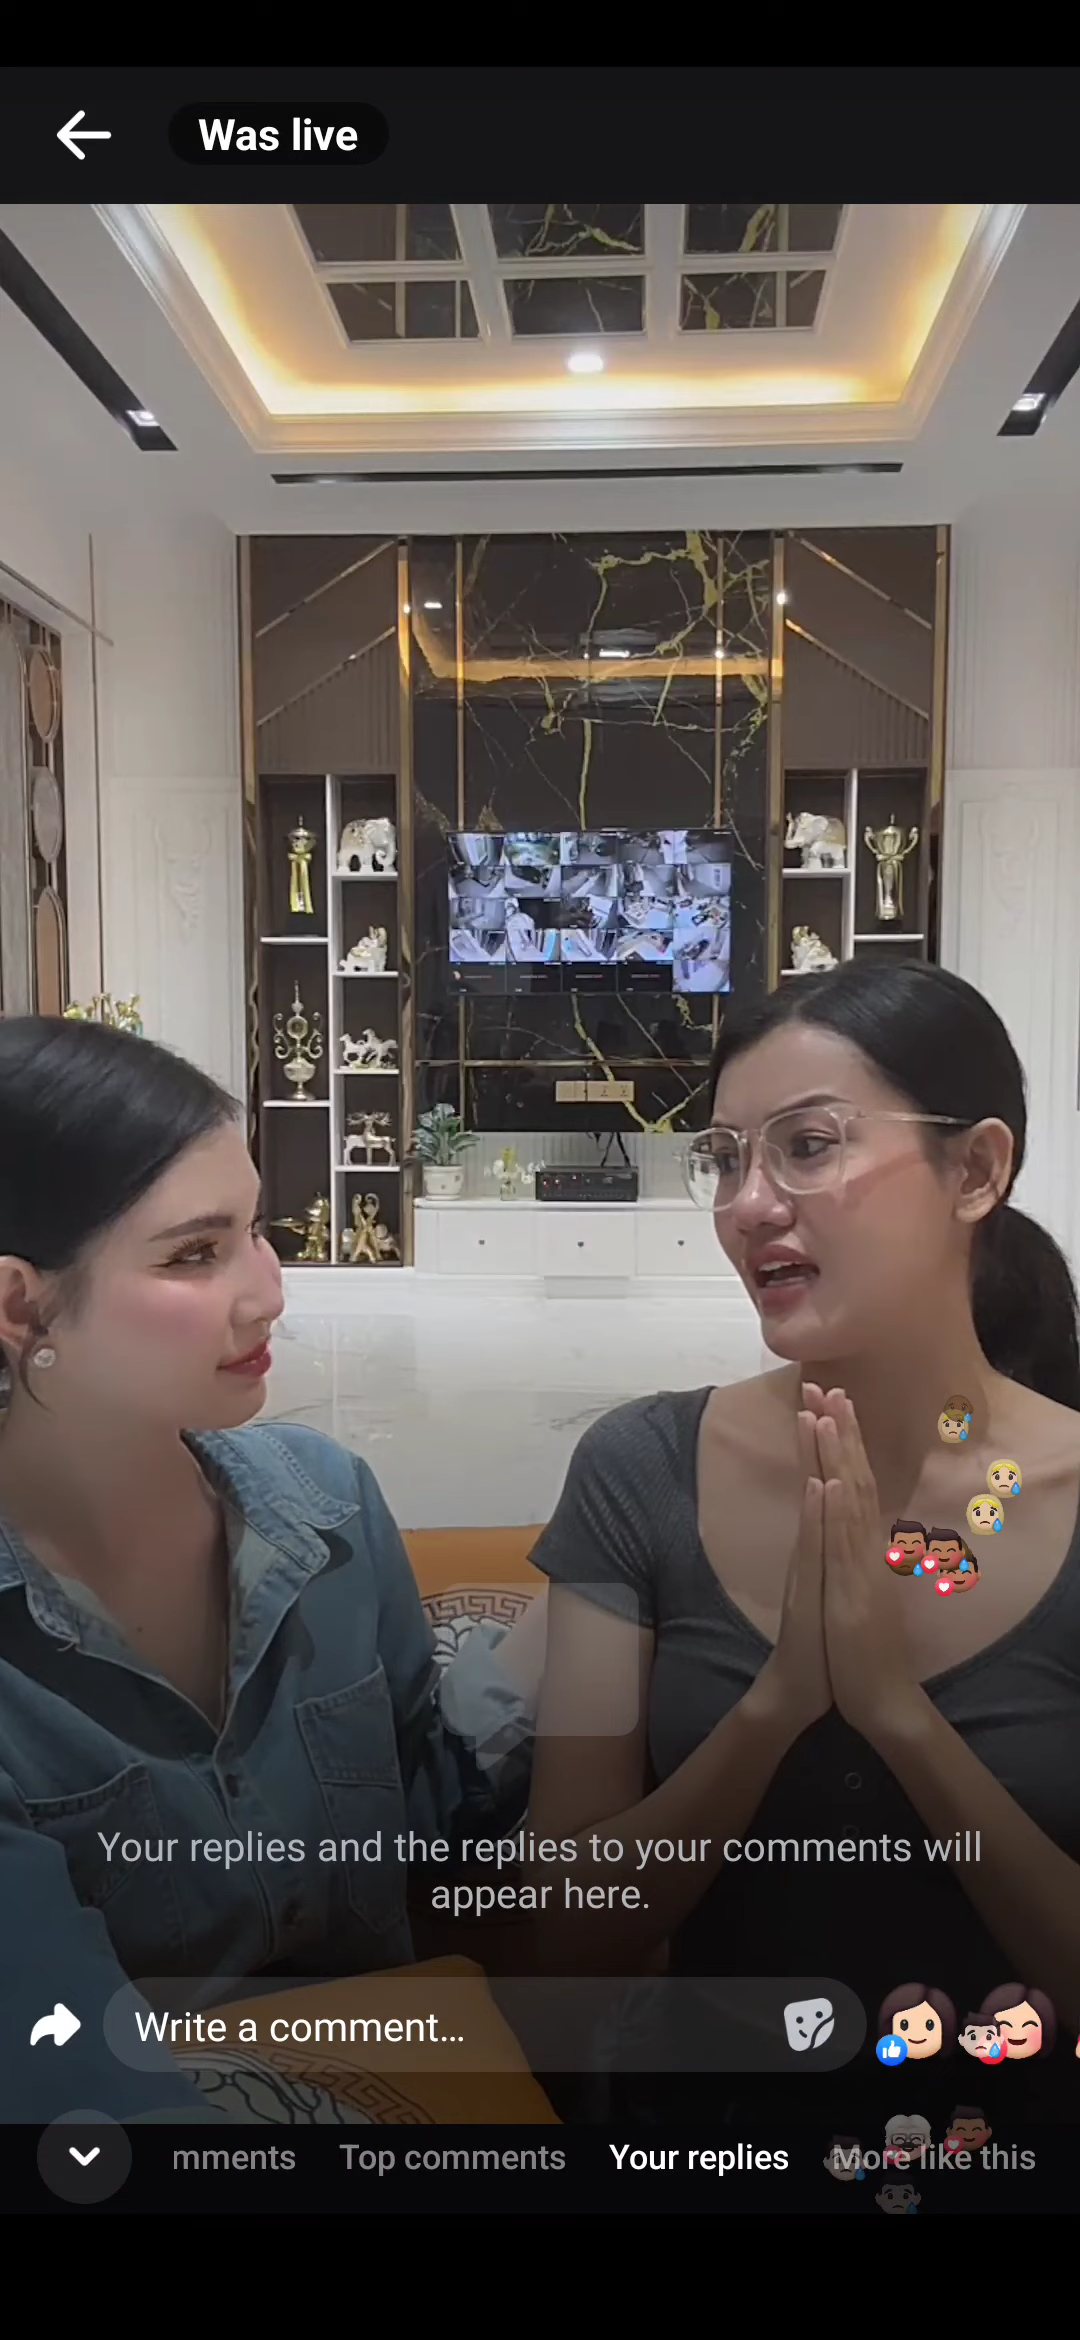 Was live
Your replies and the replies to your comments will
appear here.
Write a comment...
mments
Top comments
Your replies
More like this